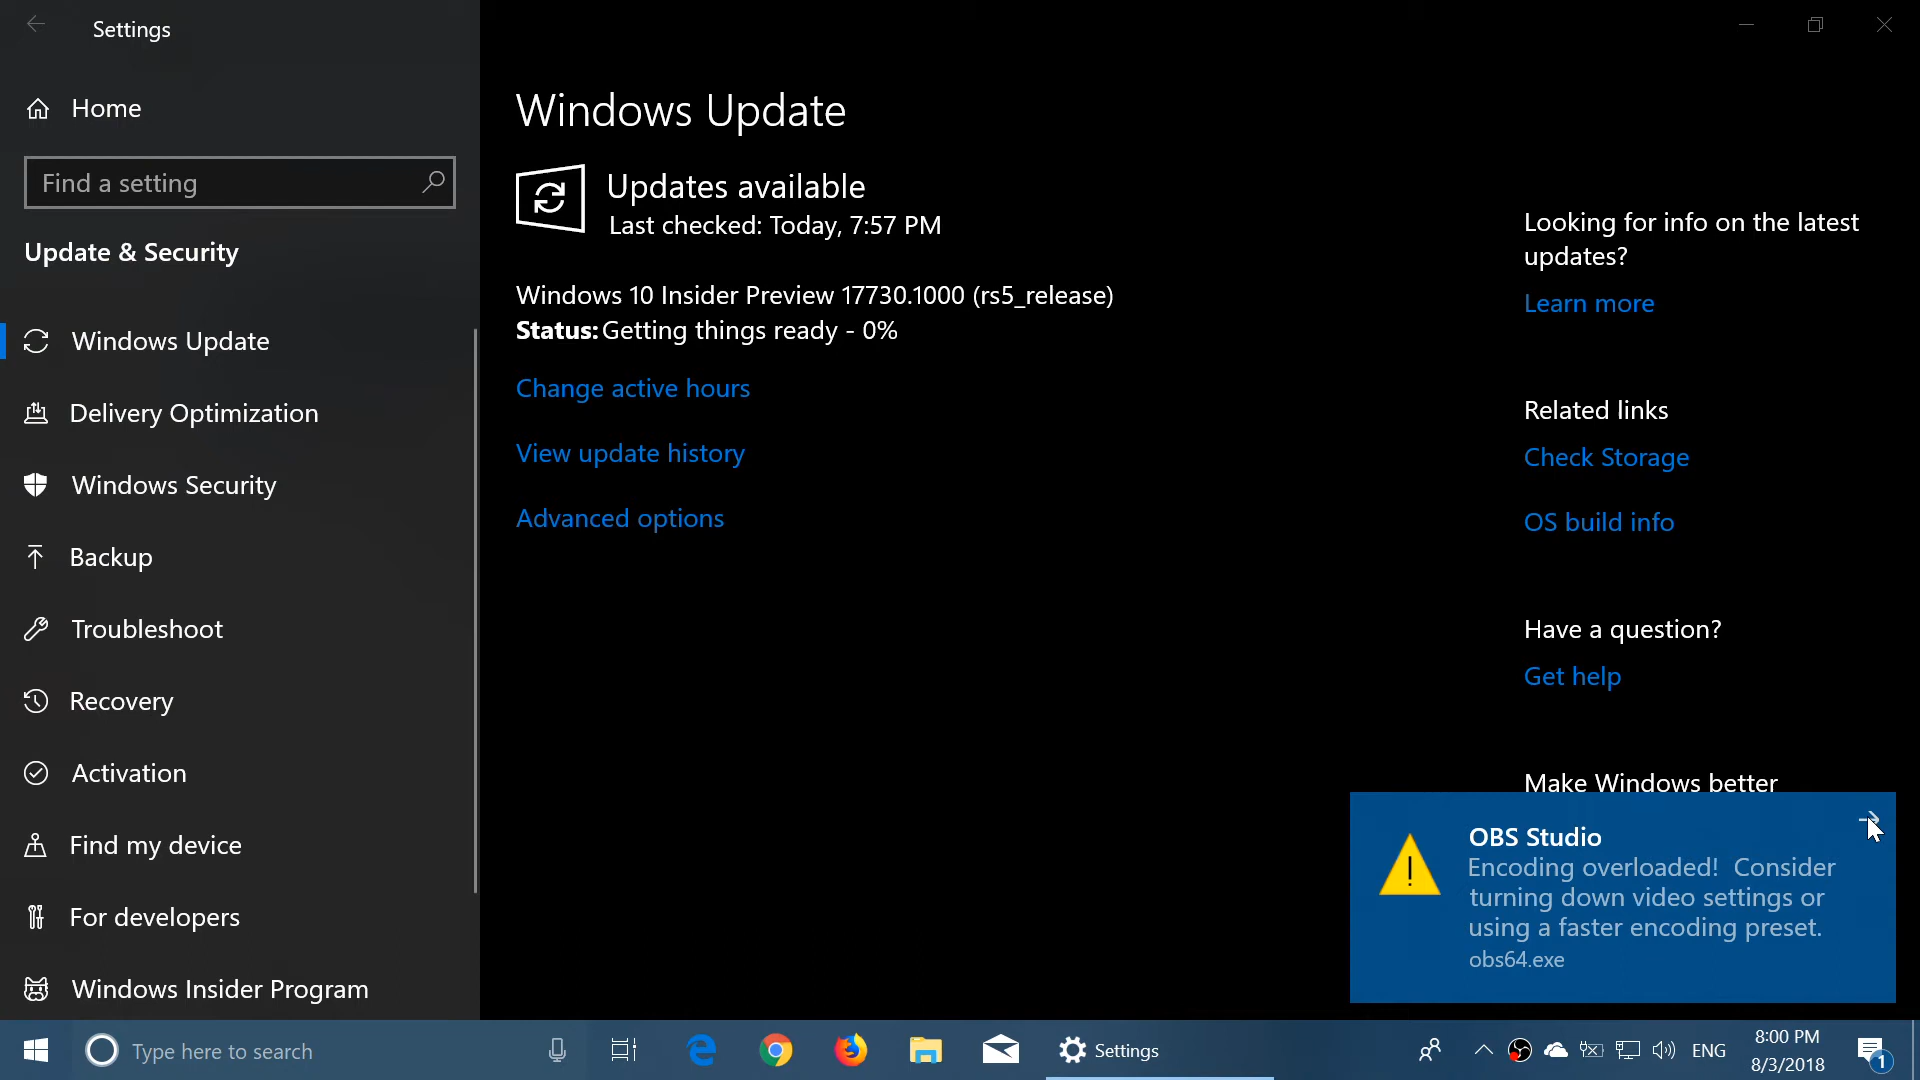 Settings
Home
Find a setting
Update & Security
Windows Update
Delivery Optimization
Windows Security
Backup
Troubleshoot
Recovery
Activation
Find my device
For developers
Windows Insider Program
Windows Update
Updates available
Last checked: Today, 7:57 PM
Windows 10 Insider Preview 17730.1000 (rs5_release)
Status: Getting things ready - 0%
Change active hours
View update history
Advanced options
Looking for info on the latest
updates?
Learn more
Related links
Check Storage
OS build info
Have a question?
Get help
Make Windows better
OBS Studio
Encoding overloaded!  Consider
turning down video settings or
using a faster encoding preset.
obs64.exe
Type here to search
Settings
ENG
8:00 PM
8/3/2018
1